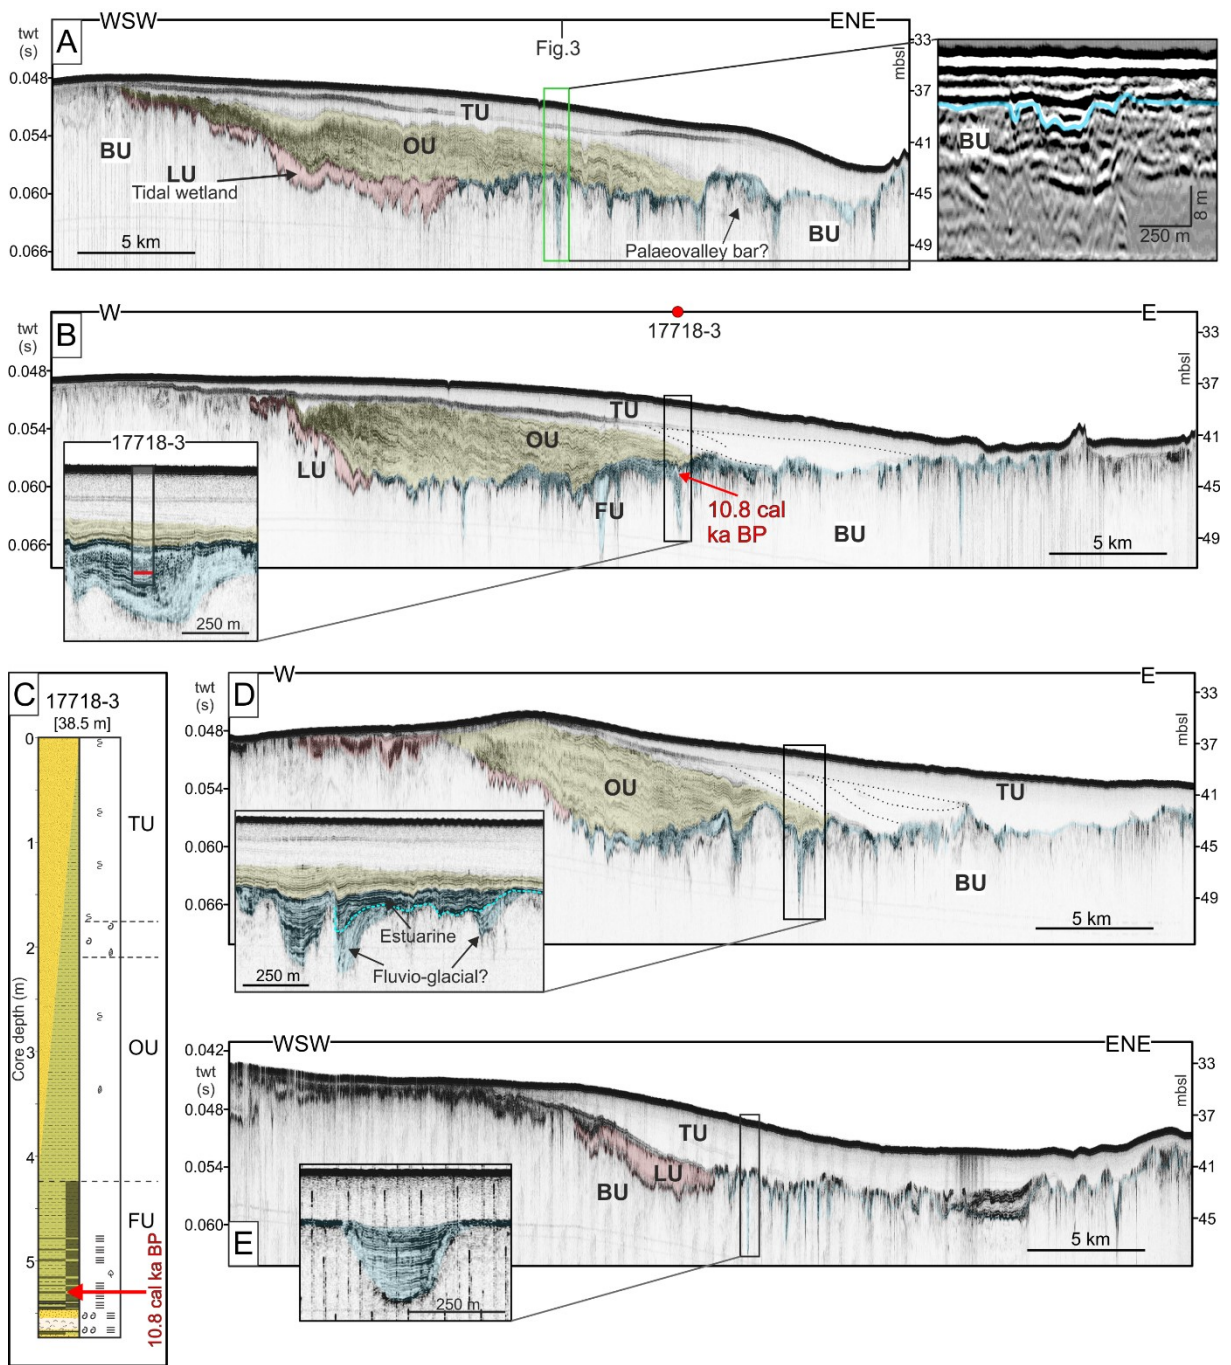 A
WSW
ENE
Fig.3
twt
(s)
mbsl
0.048
0.054
0.060
0.066
33
37
41
45
49
TU
OU
BU
LU
Tidal wetland
Palaeovalley bar?
BU
5 km
BU
250 m
8 m
B
W
E
17718-3
twt
(s)
mbsl
0.048
0.054
0.060
0.066
33
37
41
45
49
TU
OU
LU
FU
BU
10.8 cal
ka BP
5 km
17718-3
250 m
C
17718-3
[38.5 m]
Core depth (m)
0
1
2
3
4
5
TU
OU
FU
10.8 cal ka BP
D
W
E
twt
(s)
mbsl
0.048
0.054
0.060
0.066
33
37
41
45
49
OU
TU
BU
5 km
Estuarine
Fluvio-glacial?
250 m
E
WSW
ENE
0.042
twt
(s)
mbsl
0.048
0.054
0.060
33
37
41
45
TU
LU
BU
5 km
250 m